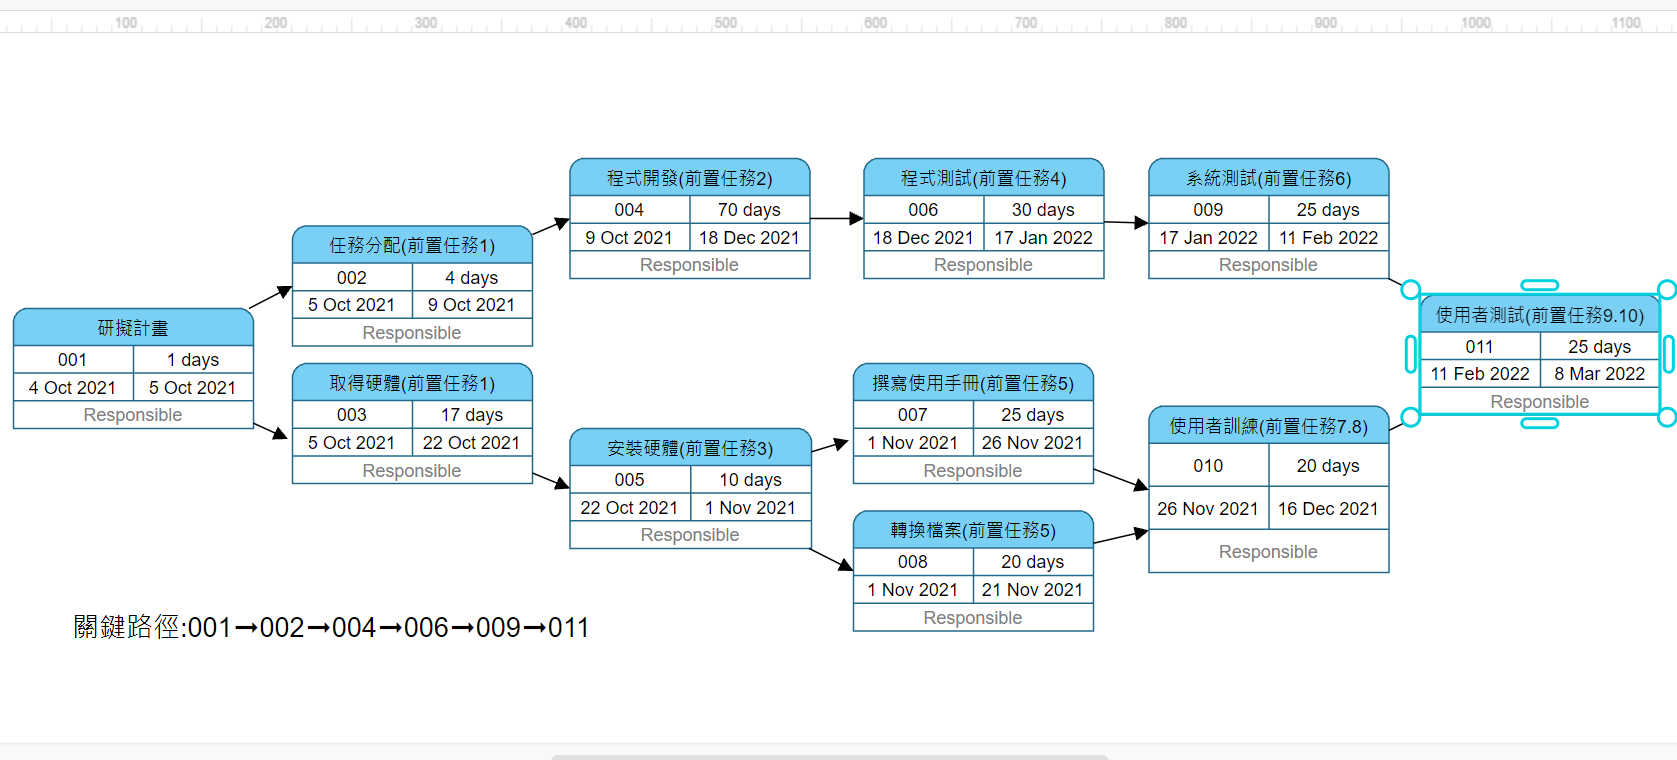 100 200 300 400 500 600 700 800 900 1000 1100
研擬計畫
001 1 days
4 Oct 2021 5 Oct 2021
Responsible
任務分配(前置任務1)
002 4 days
5 Oct 2021 9 Oct 2021
Responsible
取得硬體(前置任務1)
003 17 days
5 Oct 2021 22 Oct 2021
Responsible
程式開發(前置任務2)
004 70 days
9 Oct 2021 18 Dec 2021
Responsible
安裝硬體(前置任務3)
005 10 days
22 Oct 2021 1 Nov 2021
Responsible
程式測試(前置任務4)
006 30 days
18 Dec 2021 17 Jan 2022
Responsible
撰寫使用手冊(前置任務5)
007 25 days
1 Nov 2021 26 Nov 2021
Responsible
轉換檔案(前置任務5)
008 20 days
1 Nov 2021 21 Nov 2021
Responsible
系統測試(前置任務6)
009 25 days
17 Jan 2022 11 Feb 2022
Responsible
使用者訓練(前置任務7.8)
010 20 days
26 Nov 2021 16 Dec 2021
Responsible
使用者測試(前置任務9.10)
011 25 days
11 Feb 2022 8 Mar 2022
Responsible
關鍵路徑:001→002→004→006→009→011